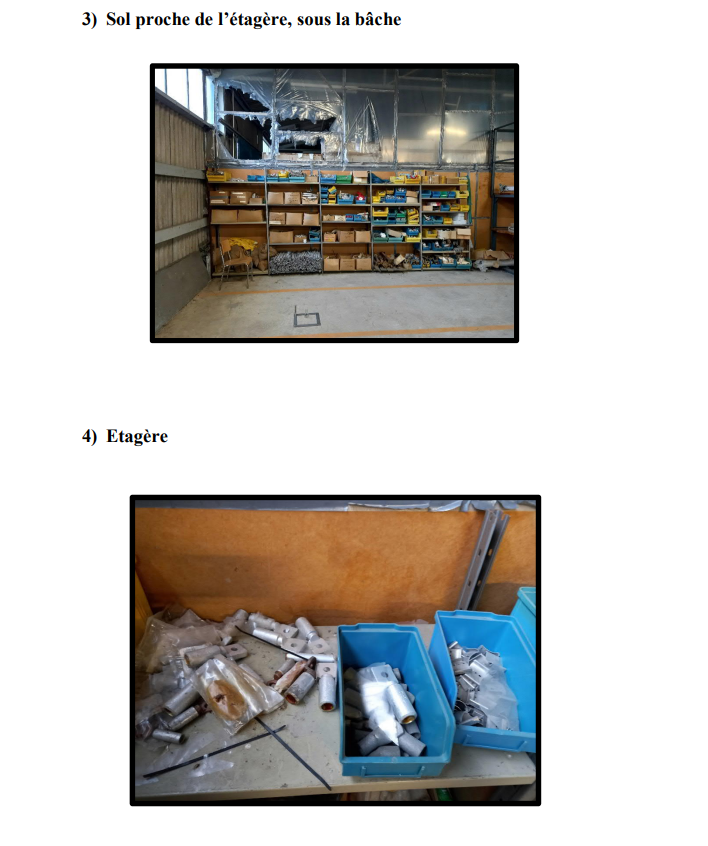 3) Sol proche de l’étagère, sous la bâche
4) Etagère